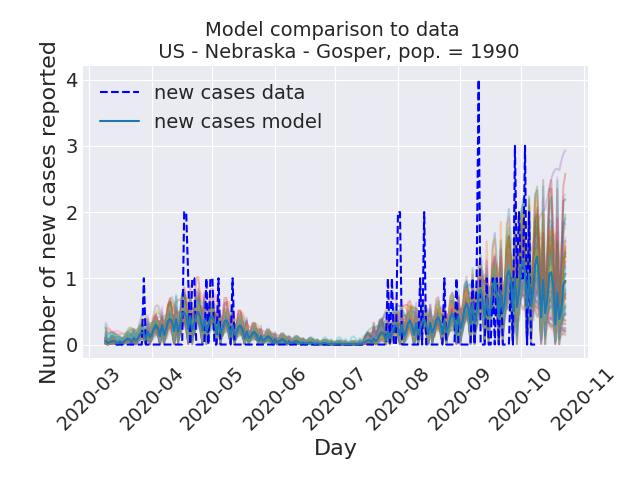 Model comparison to data
US - Nebraska - Gosper, pop. = 1990
Number of new cases reported
4
3
2
1
0
new cases data
new cases model
2020-03
2020-04
2020-05
2020-06
2020-07
2020-08
2020-09
2020-10
2020-11
Day